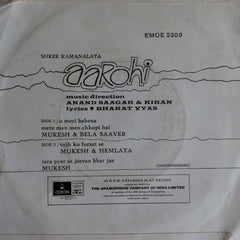 EMOE 2309
SHREE KAMANALAYA
aarohi
music direction
ANAND SAAGAR & KIRAN
lyrics • BHARAT VYAS
SIDE 1 / o meri bahena
mere man men chhupi hai
MUKESH & BELA SAAVER
SIDE 2 / tujh ko fursat se
MUKESH & HEMLATA
tera pyar se jeevan bhar jae
MUKESH
45 R.P.M. EXTENDED PLAY RECORD
THE GRAMOPHONE COMPANY OF INDIA LIMITED
ODEON